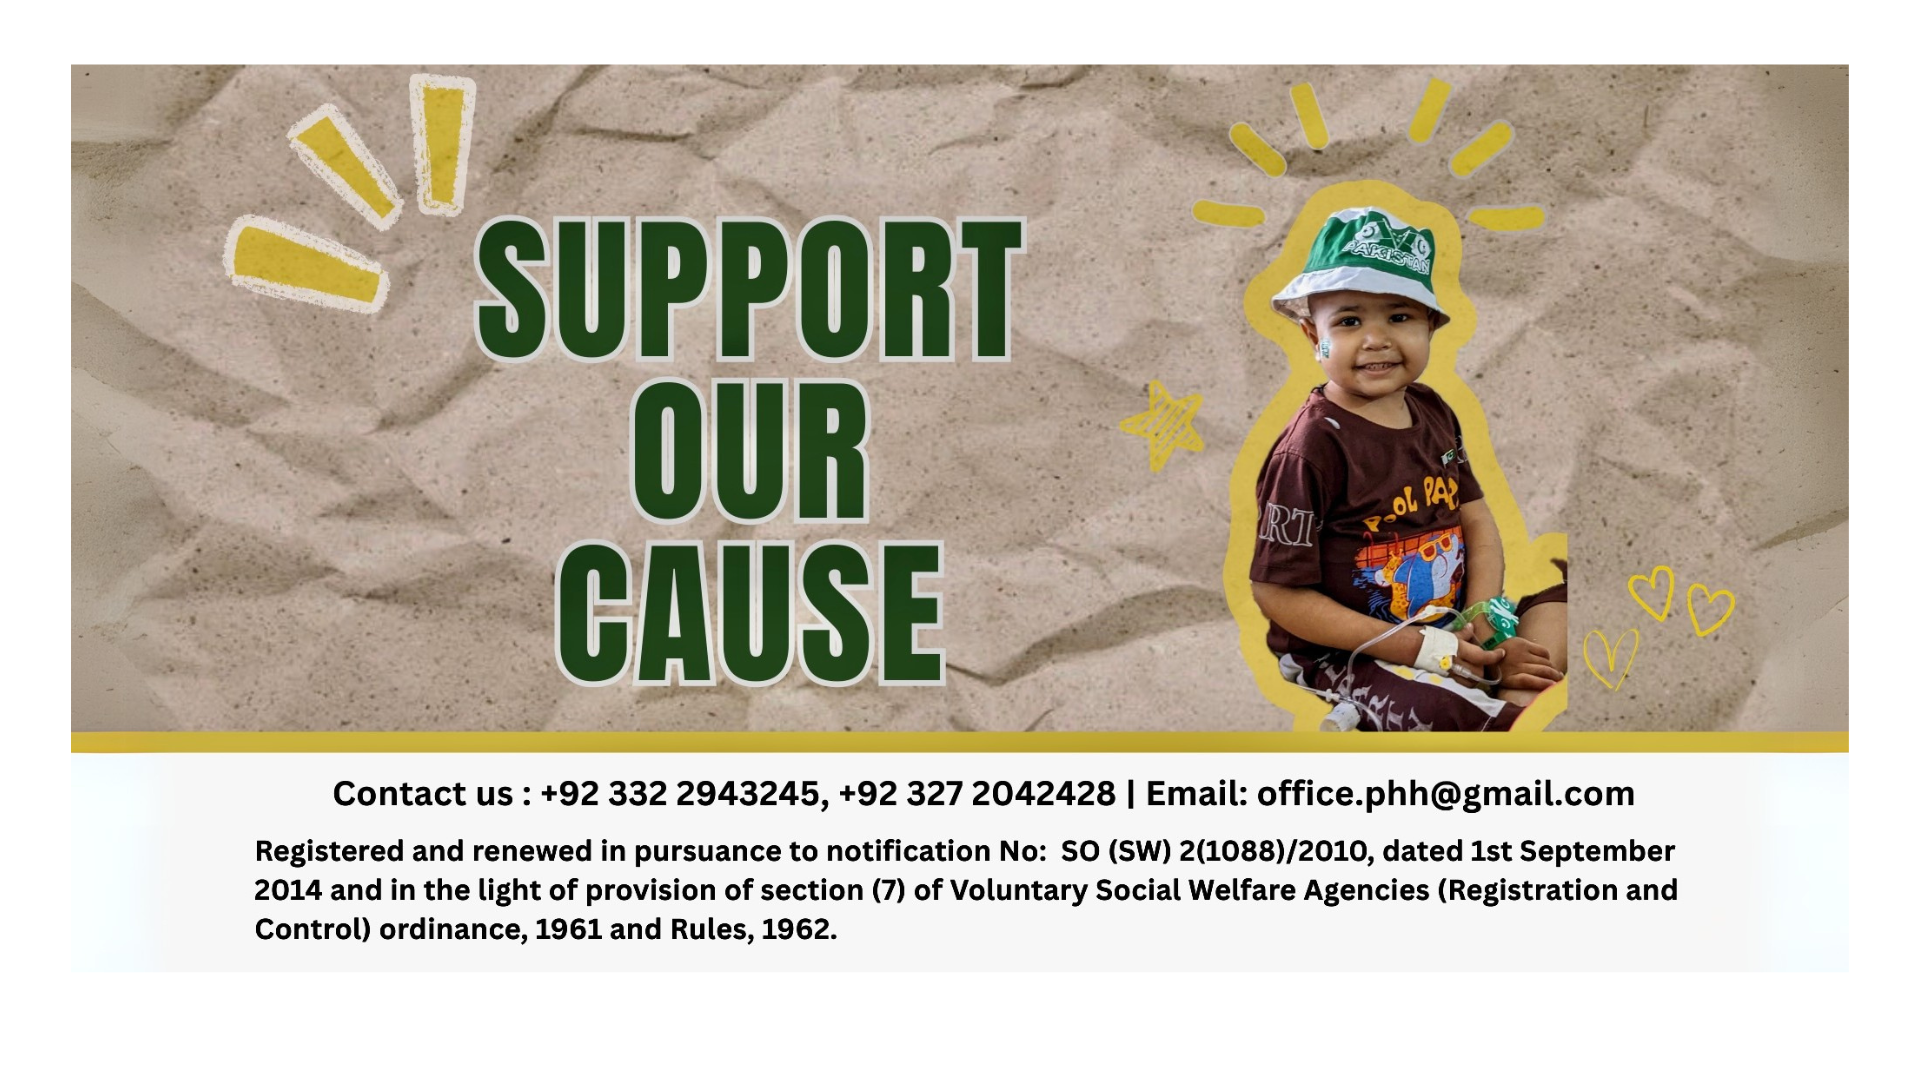 SUPPORT
OUR
CAUSE
Contact us : +92 332 2943245, +92 327 2042428 | Email: office.phh@gmail.com
Registered and renewed in pursuance to notification No:  SO (SW) 2(1088)/2010, dated 1st September
2014 and in the light of provision of section (7) of Voluntary Social Welfare Agencies (Registration and
Control) ordinance, 1961 and Rules, 1962.